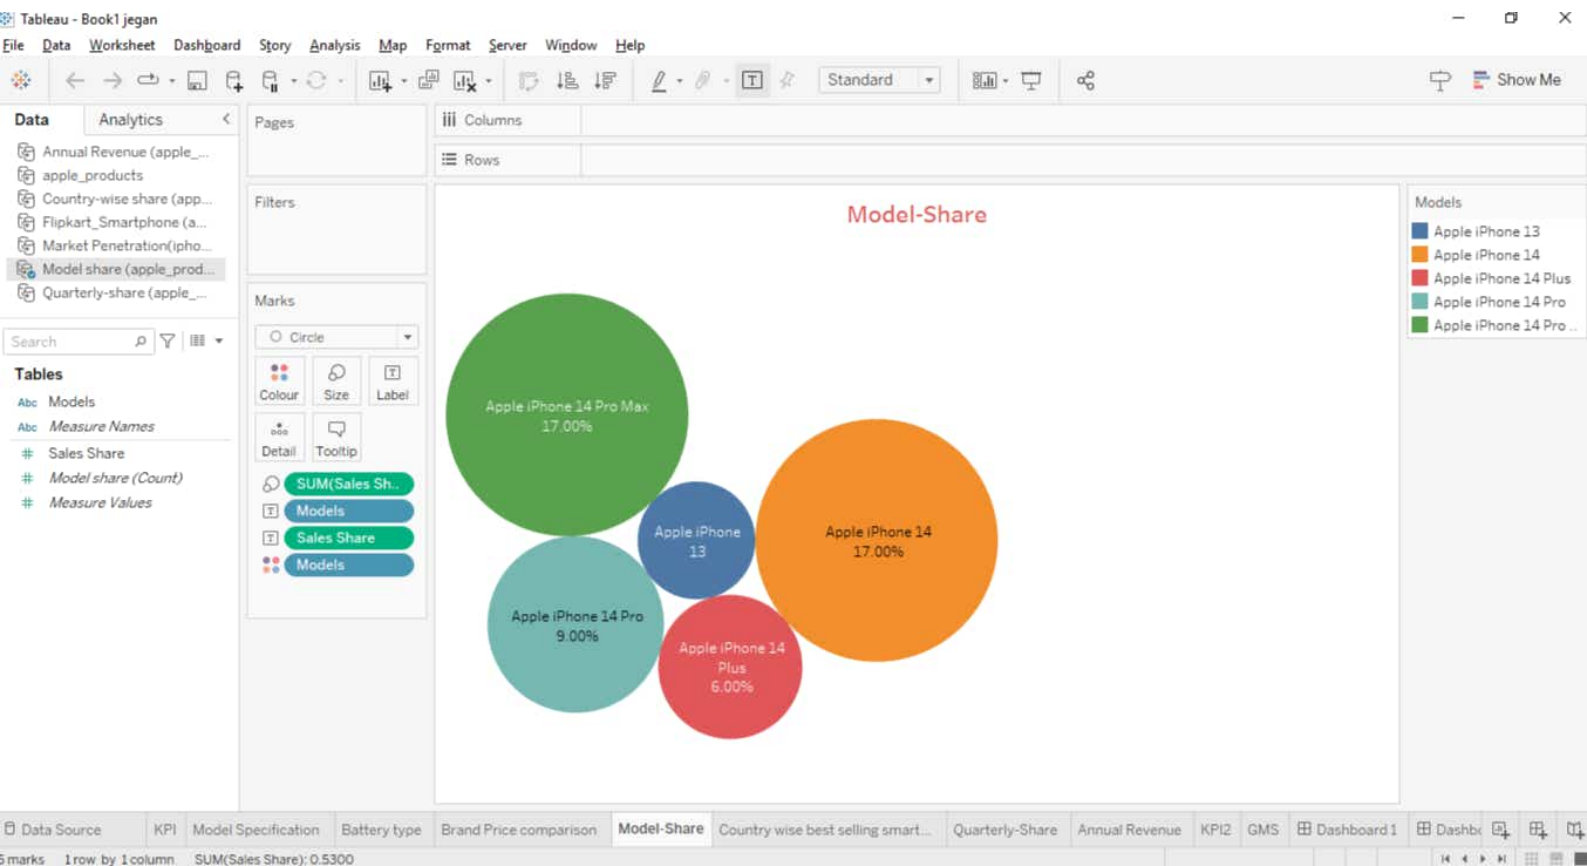 Tableau - Book1 jegan
File Data Worksheet Dashboard Story Analysis Map Format Server Window Help
Standard
Show Me
Data Analytics
Annual Revenue (apple_...
apple_products
Country-wise share (app...
Flipkart_Smartphone (a...
Market Penetration(ipho...
Model share (apple_prod...
Quarterly-share (apple_...
Search
Tables
Abc Models
Abc Measure Names
# Sales Share
# Model share (Count)
# Measure Values
Pages
Filters
Marks
Circle
Colour Size Label
Detail Tooltip
SUM(Sales Sh..
Models
Sales Share
Models
Columns
Rows
Model-Share
Apple iPhone 14 Pro Max
17.00%
Apple iPhone
13
Apple iPhone 14
17.00%
Apple iPhone 14 Pro
9.00%
Apple iPhone 14
Plus
6.00%
Models
Apple iPhone 13
Apple iPhone 14
Apple iPhone 14 Plus
Apple iPhone 14 Pro
Apple iPhone 14 Pro ..
Data Source KPI Model Specification Battery type Brand Price comparison Model-Share Country wise best selling smart... Quarterly-Share Annual Revenue KPI2 GMS Dashboard 1 Dashb
5 marks 1 row by 1 column SUM(Sales Share): 0.5300